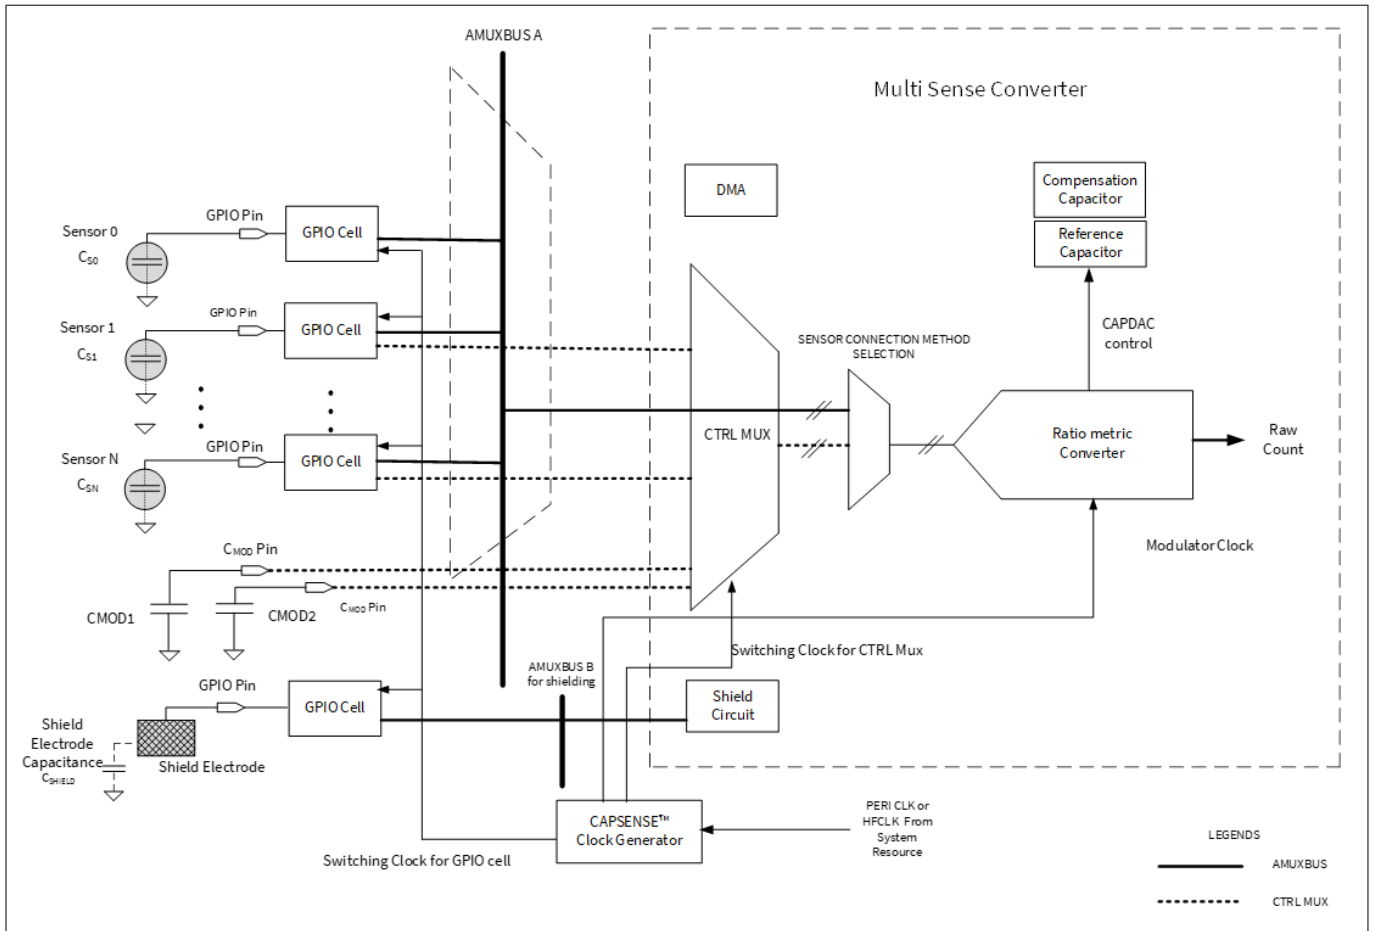 AMUXBUS A
Multi Sense Converter
DMA
Compensation
Capacitor
Reference
Capacitor
GPIO Pin
GPIO Cell
Sensor 0
CS0
GPIO Pin
GPIO Cell
Sensor 1
CS1
CAPDAC
control
SENSOR CONNECTION METHOD
SELECTION
CTRL MUX
Ratio metric
Converter
Raw
Count
GPIO Pin
GPIO Cell
Sensor N
CSN
Modulator Clock
CMOD Pin
CMOD Pin
CMOD1
CMOD2
Switching Clock for CTRL Mux
AMUXBUS B
for shielding
GPIO Pin
GPIO Cell
Shield
Circuit
Shield
Electrode
Capacitance
CSHIELD
Shield Electrode
CAPSENSE™
Clock Generator
PERI CLK or
HFCLK From
System
Resource
Switching Clock for GPIO cell
LEGENDS
AMUXBUS
CTRL MUX